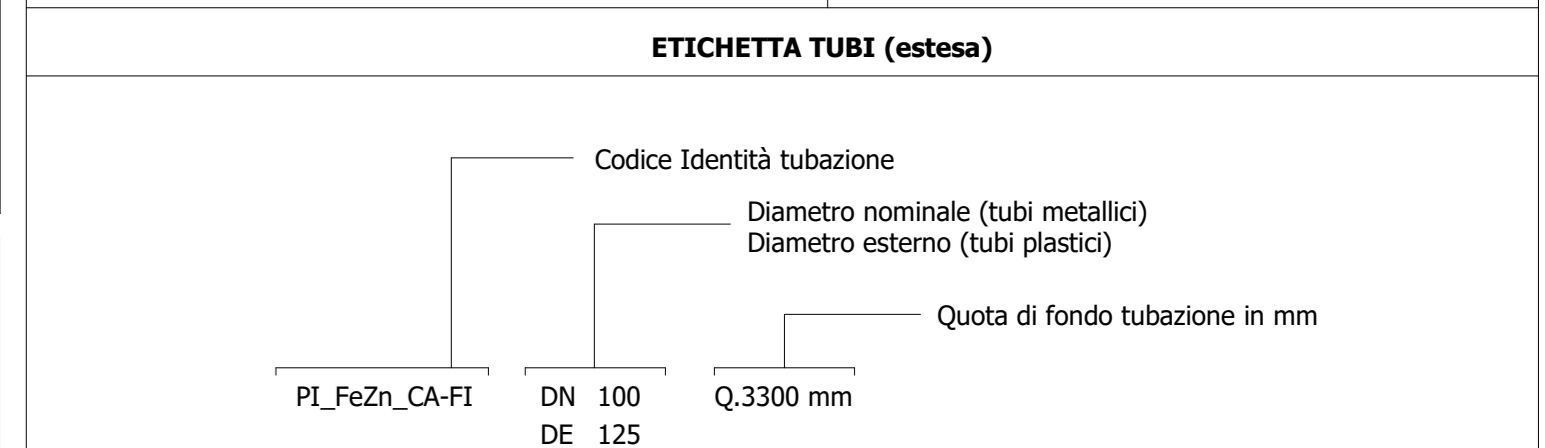 ETICHETTA TUBI (estesa)
Codice Identità tubazione
Diametro nominale (tubi metallici)
Diametro esterno (tubi plastici)
Quota di fondo tubazione in mm
PI_FeZn_CA-FI DN 100 Q.3300 mm
DE 125